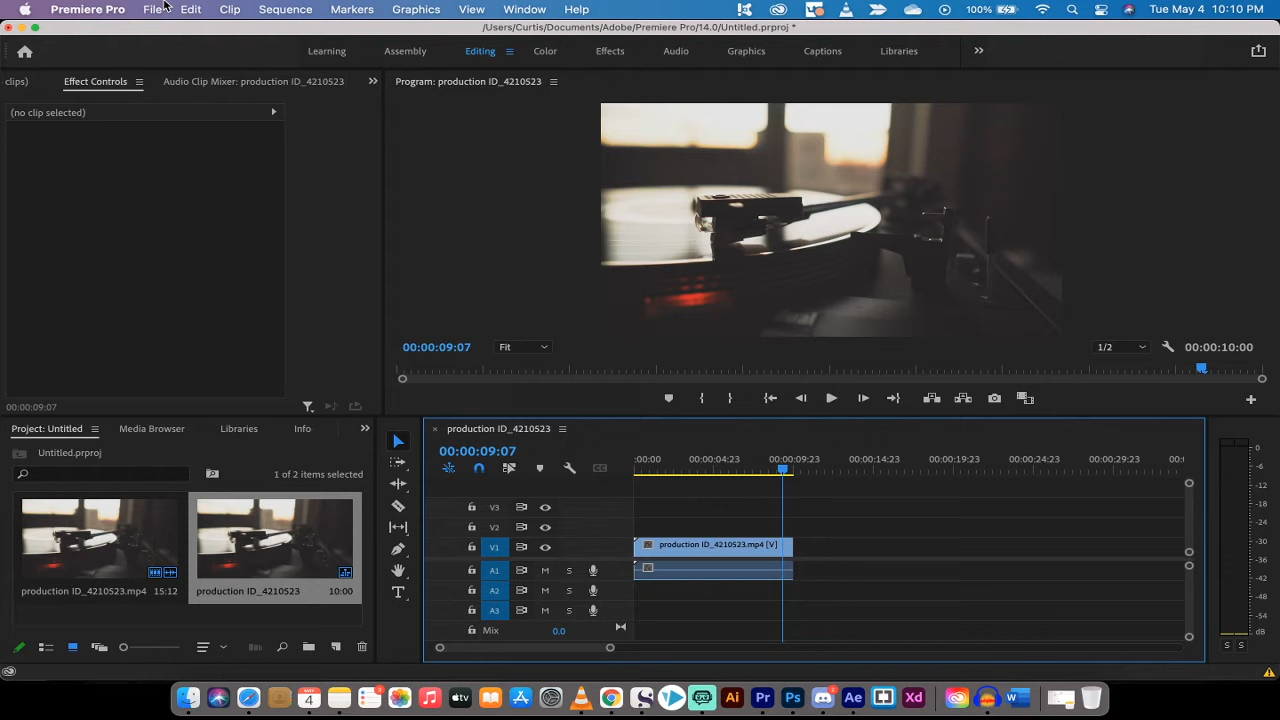 Premiere Pro File Edit Clip Sequence Markers Graphics View Window Help 100% Tue May 4 10:10 PM
/Users/Curtis/Documents/Adobe/Premiere Pro/14.0/Untitled.prproj *
Learning Assembly Editing Color Effects Audio Graphics Captions Libraries
clips) Effect Controls Audio Clip Mixer: production ID_4210523
Program: production ID_4210523
(no clip selected)
00:00:09:07 Fit 1/2 00:00:10:00
00:00:09:07
Project: Untitled Media Browser Libraries Info
Untitled.prproj
1 of 2 items selected
production ID_4210523.mp4 15:12 production ID_4210523 10:00
production ID_4210523
00:00:09:07
:00:00 00:00:04:23 00:00:09:23 00:00:14:23 00:00:19:23 00:00:24:23 00:00:29:23 00:0
V3
V2
V1 production ID_4210523.mp4 [V]
A1 M S
A2 M S
A3 M S
Mix 0.0
0
-6
-12
-18
-24
-30
-36
-42
-48
-54
dB
S S
Ai Pr Ps Ae Xd